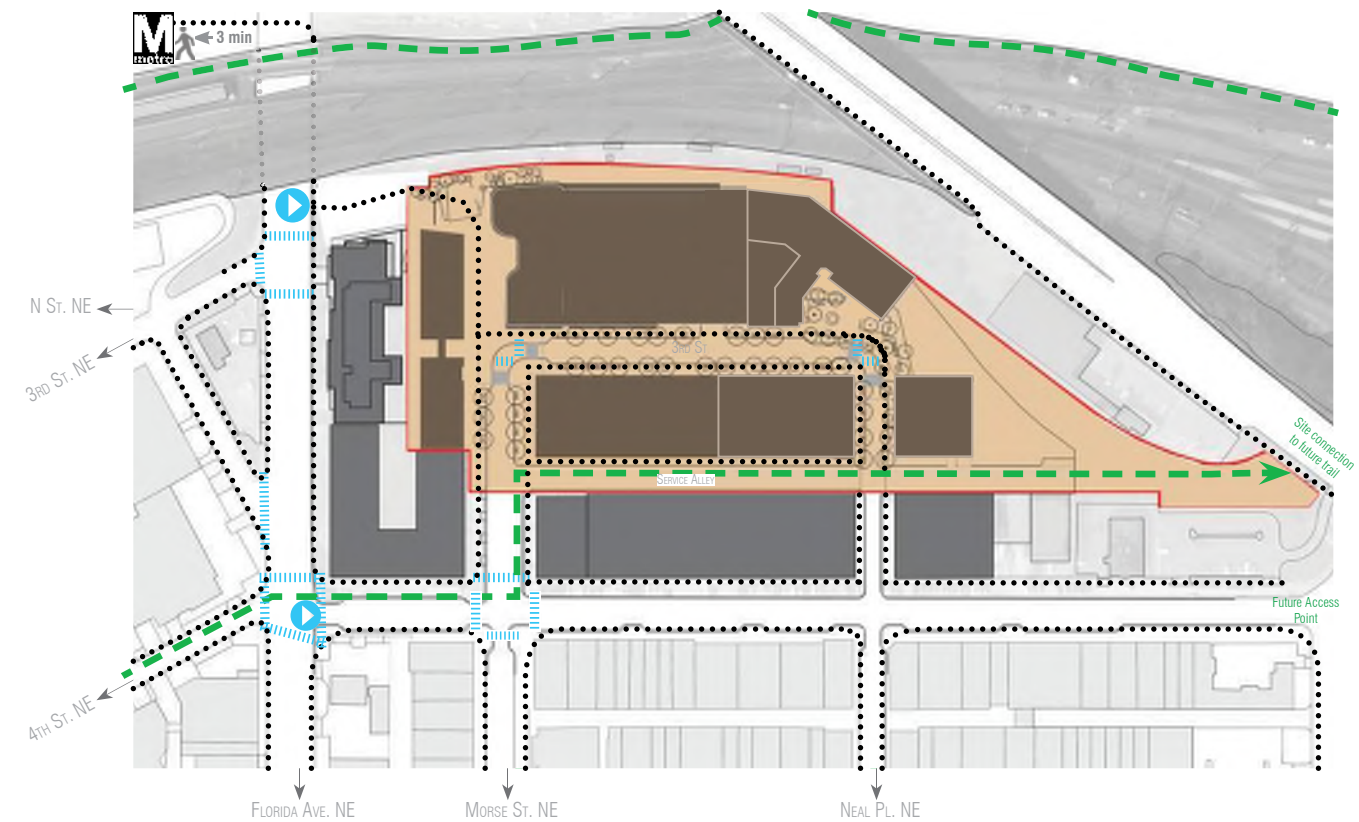 M
metro
3 min
N St. NE
3rd St. NE
3rd St.
Site connection
to future trail
Service Alley
Future Access
Point
4th St. NE
Florida Ave. NE
Morse St. NE
Neal Pl. NE